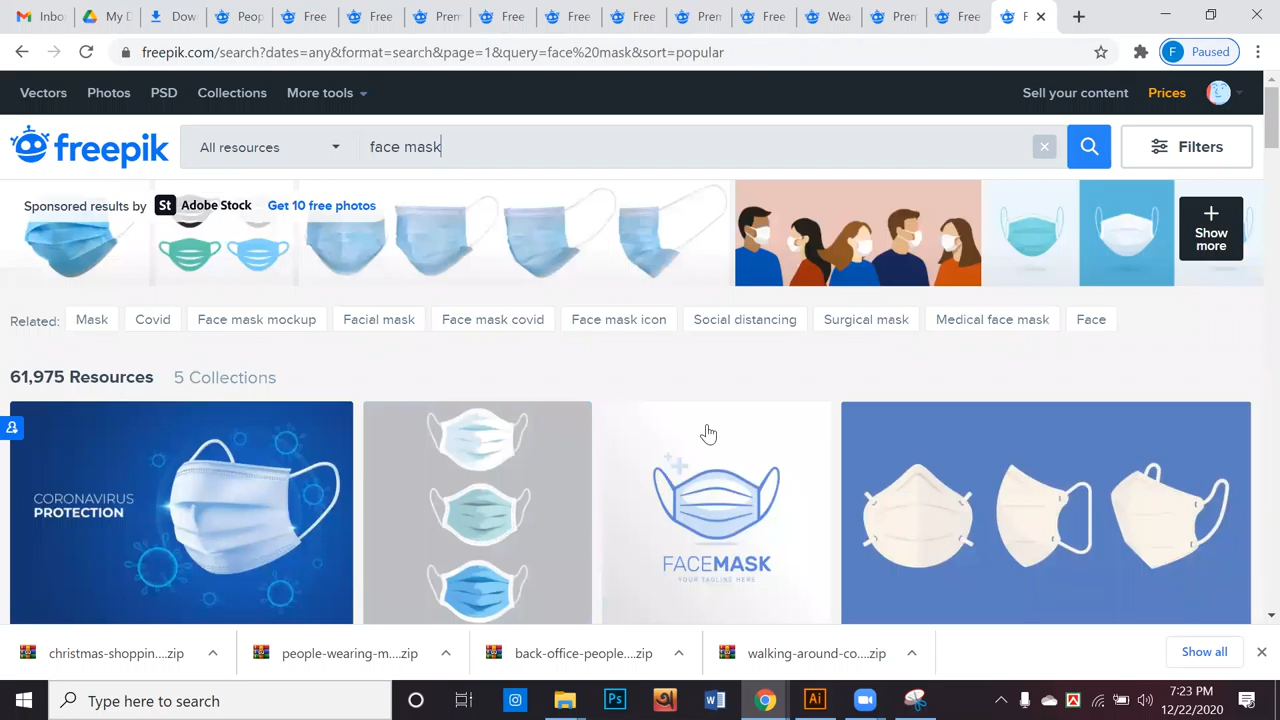 Inbo
My D
Dow
Peop
Free
Free
Prem
Free
Free
Free
Prem
Free
Wea
Prem
Free
F
freepik.com/search?dates=any&format=search&page=1&query=face%20mask&sort=popular
F
Paused
Vectors
Photos
PSD
Collections
More tools
Sell your content
Prices
freepik
All resources
face mask
Filters
Sponsored results by
St
Adobe Stock
Get 10 free photos
+
Show
more
Related:
Mask
Covid
Face mask mockup
Facial mask
Face mask covid
Face mask icon
Social distancing
Surgical mask
Medical face mask
Face
61,975 Resources
5 Collections
CORONAVIRUS
PROTECTION
FACEMASK
YOUR TAGLINE HERE
christmas-shoppin....zip
people-wearing-m....zip
back-office-people....zip
walking-around-co....zip
Show all
Type here to search
Ps
W
Ai
7:23 PM
12/22/2020